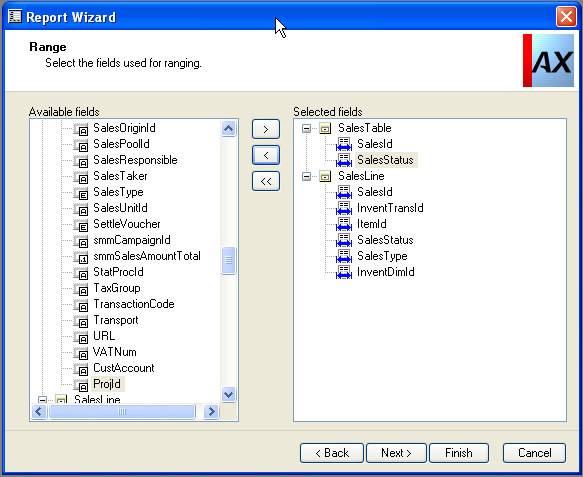 Report Wizard
Range
Select the fields used for ranging.
AX
Available fields
SalesOriginId
SalesPoolId
SalesResponsible
SalesTaker
SalesType
SalesUnitId
SettleVoucher
smmCampaignId
smmSalesAmountTotal
StatProcId
TaxGroup
TransactionCode
Transport
URL
VATNum
CustAccount
ProjId
SalesLine
>
<
<<
Selected fields
SalesTable
SalesId
SalesStatus
SalesLine
SalesId
InventTransId
ItemId
SalesStatus
SalesType
InventDimId
< Back
Next >
Finish
Cancel